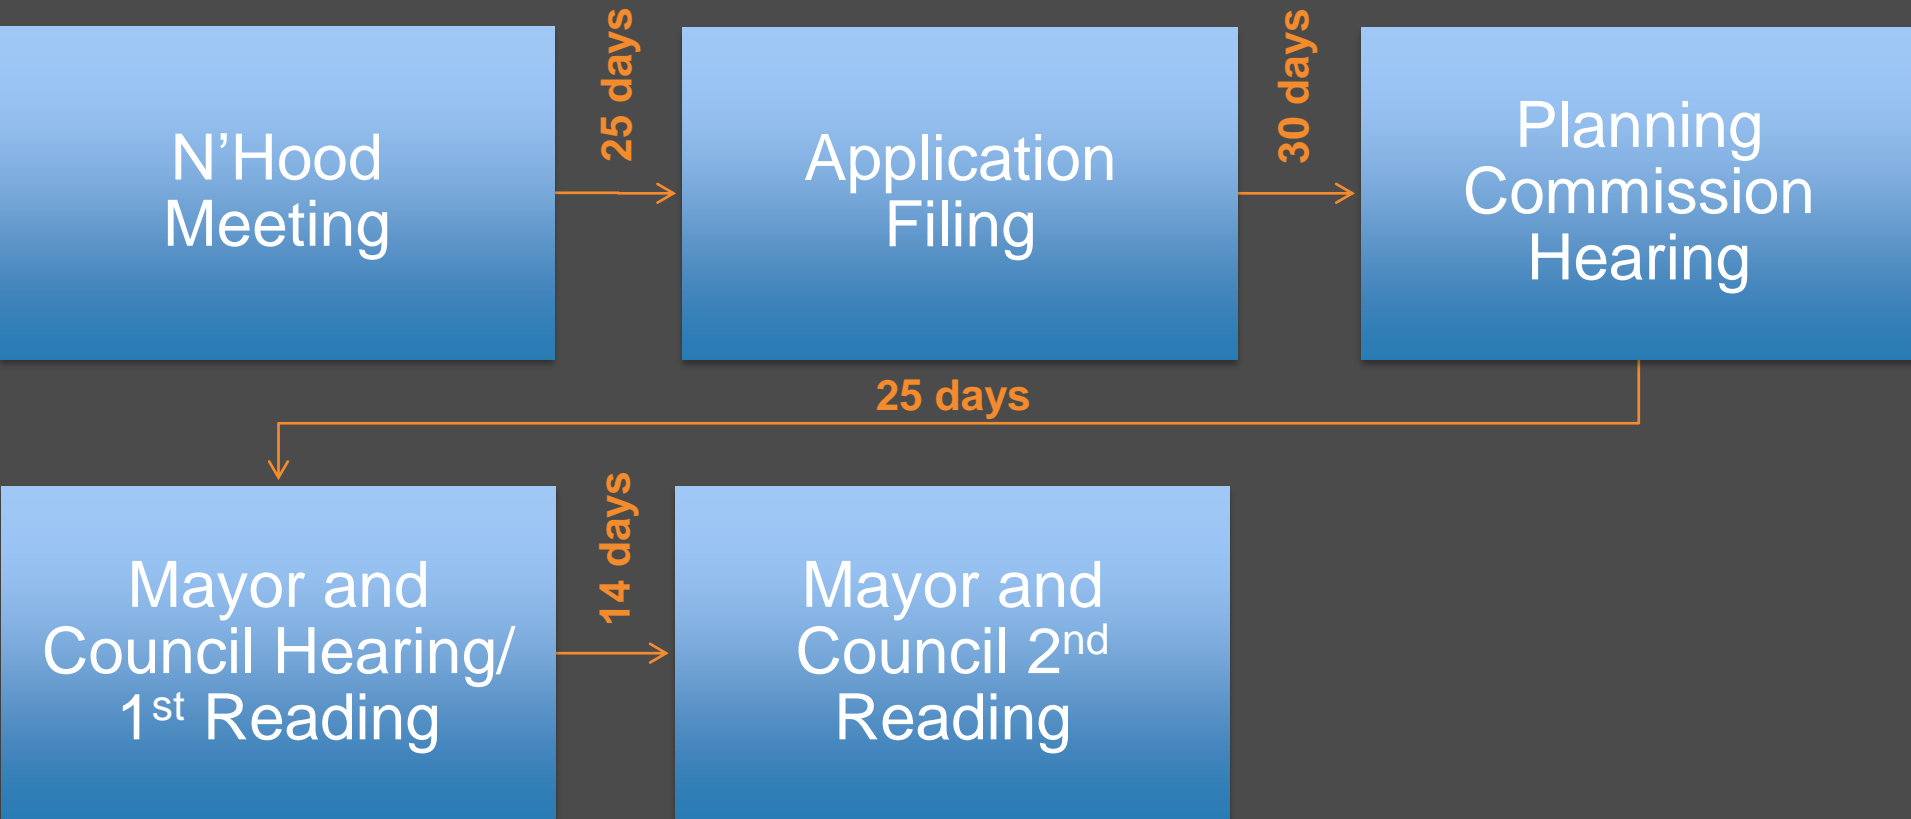 N’Hood
Meeting
25 days
Application
Filing
30 days
Planning
Commission
Hearing
25 days
Mayor and
Council Hearing/
1st Reading
14 days
Mayor and
Council 2nd
Reading